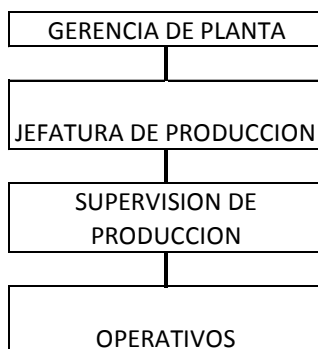 GERENCIA DE PLANTA
JEFATURA DE PRODUCCION
SUPERVISION DE
PRODUCCION
OPERATIVOS